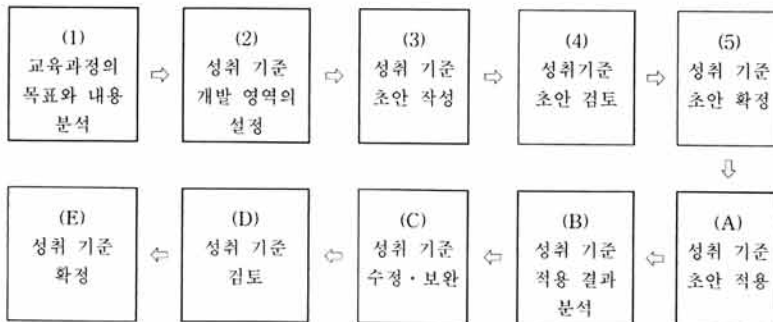 (1)
교육과정의
목표와 내용
분석
(2)
성취 기준
개발 영역의
설정
(3)
성취 기준
초안 작성
(4)
성취기준
초안 검토
(5)
성취 기준
초안 확정
(E)
성취 기준
확정
(D)
성취 기준
검토
(C)
성취 기준
수정·보완
(B)
성취 기준
적용 결과
분석
(A)
성취 기준
초안 적용